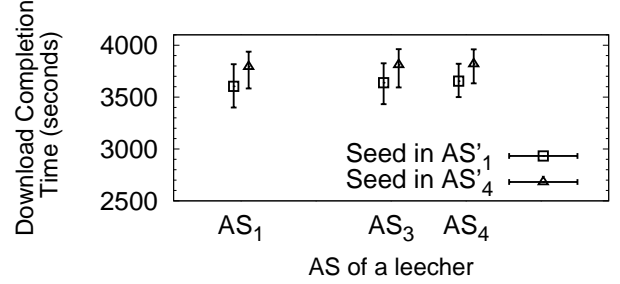 Download Completion
Time (seconds)
4000
3500
3000
2500
Seed in AS'1
Seed in AS'4
AS1
AS3
AS4
AS of a leecher